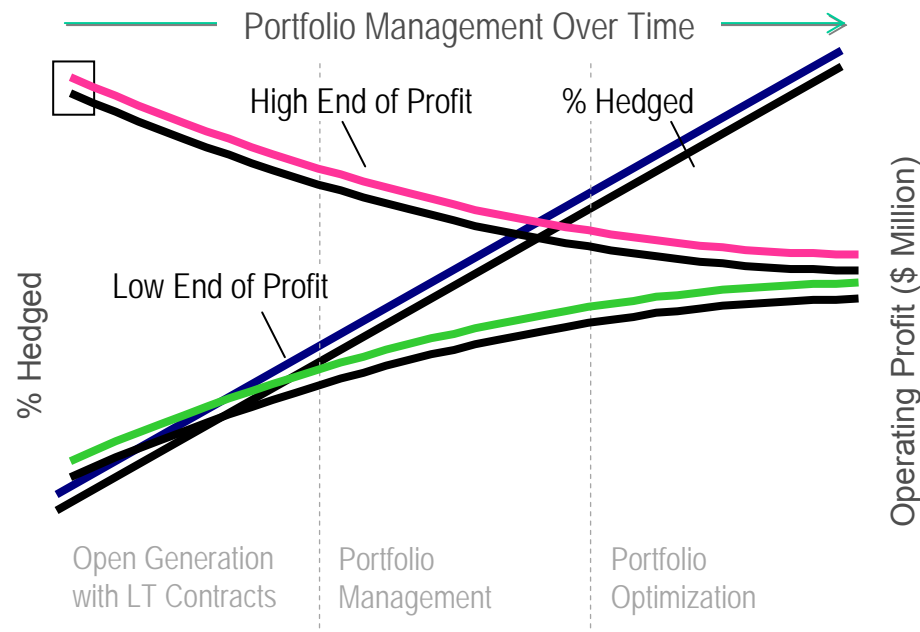 Portfolio Management Over Time
High End of Profit
% Hedged
Low End of Profit
% Hedged
Operating Profit ($ Million)
Open Generation
with LT Contracts
Portfolio
Management
Portfolio
Optimization